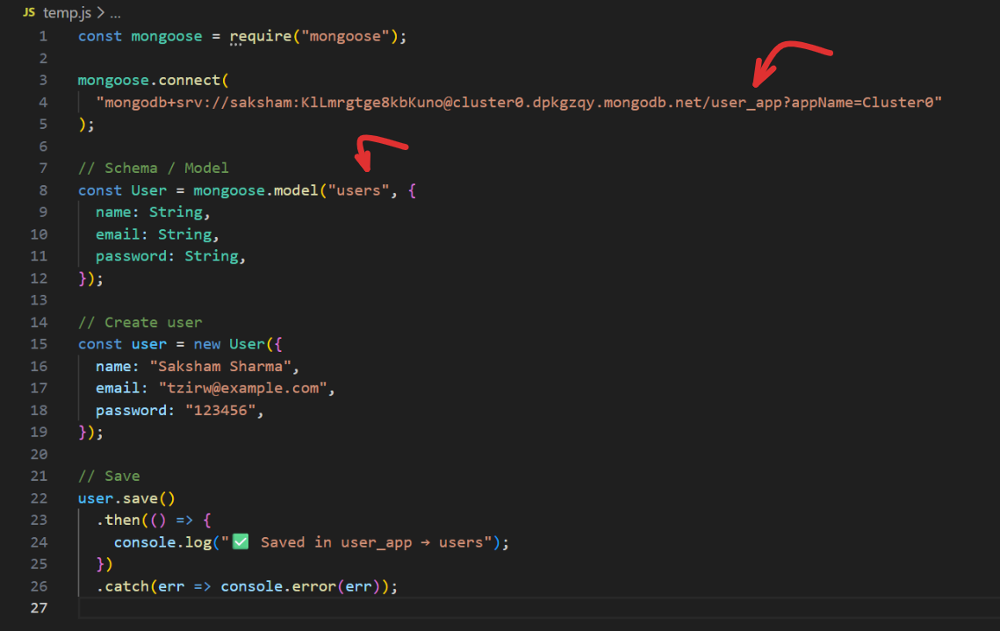 JS temp.js > ...
1 const mongoose = require("mongoose");
2
3 mongoose.connect(
4 "mongodb+srv://saksham:KlLmrgtge8kbKuno@cluster0.dpkgzqy.mongodb.net/user_app?appName=Cluster0"
5 );
6
7 // Schema / Model
8 const User = mongoose.model("users", {
9 name: String,
10 email: String,
11 password: String,
12 });
13
14 // Create user
15 const user = new User({
16 name: "Saksham Sharma",
17 email: "tzirw@example.com",
18 password: "123456",
19 });
20
21 // Save
22 user.save()
23 .then(() => {
24 console.log("✅ Saved in user_app → users");
25 })
26 .catch(err => console.error(err));
27